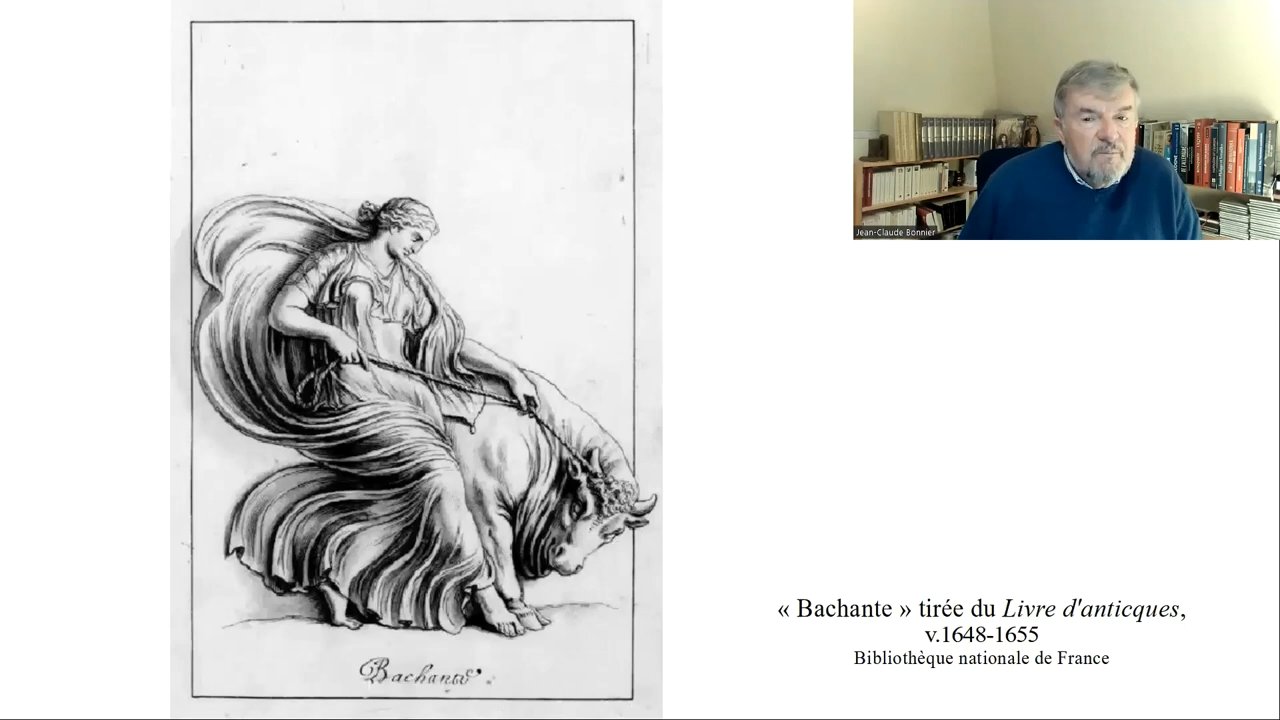 Jean-Claude Bonnier
« Bachante » tirée du Livre d'anticques,
v.1648-1655
Bibliothèque nationale de France
Bachante.